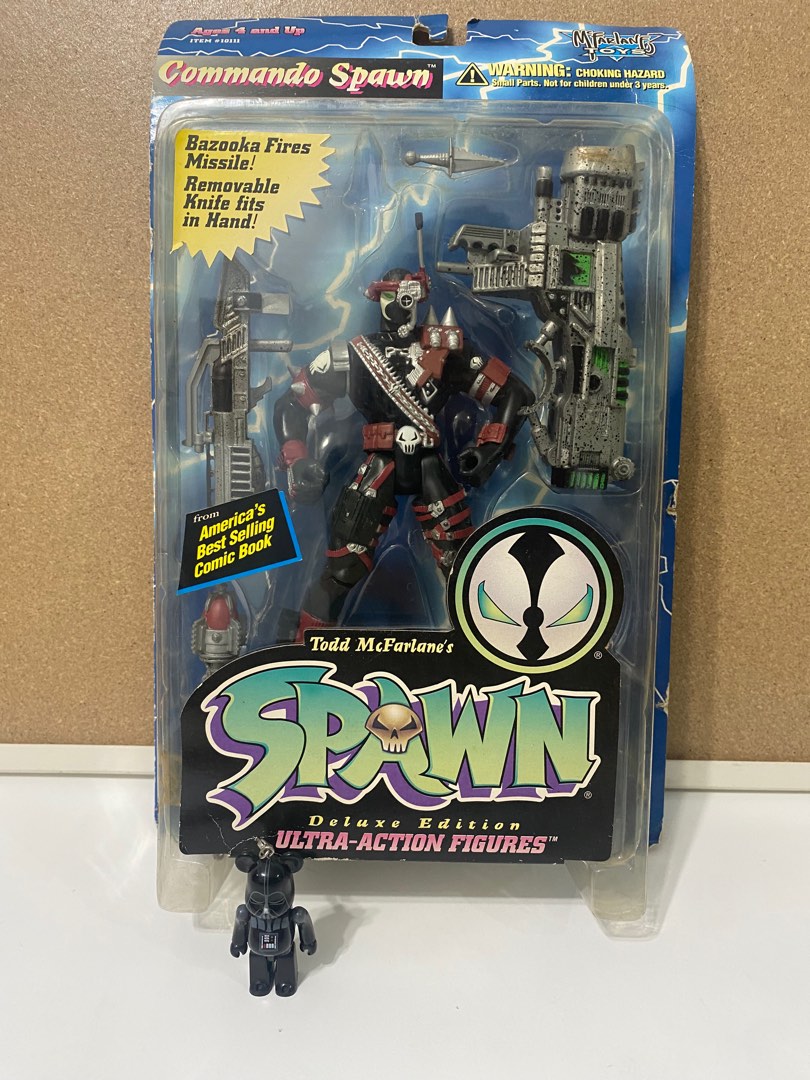 Ages 4 and Up
ITEM #10111
McFarlane
TOYS
Commando Spawn™
WARNING: CHOKING HAZARD
Small Parts. Not for children under 3 years.
Bazooka Fires
Missile!
Removable
Knife fits
in Hand!
from
America's
Best Selling
Comic Book
®
Todd McFarlane's
SPAWN®
Deluxe Edition
ULTRA-ACTION FIGURES™